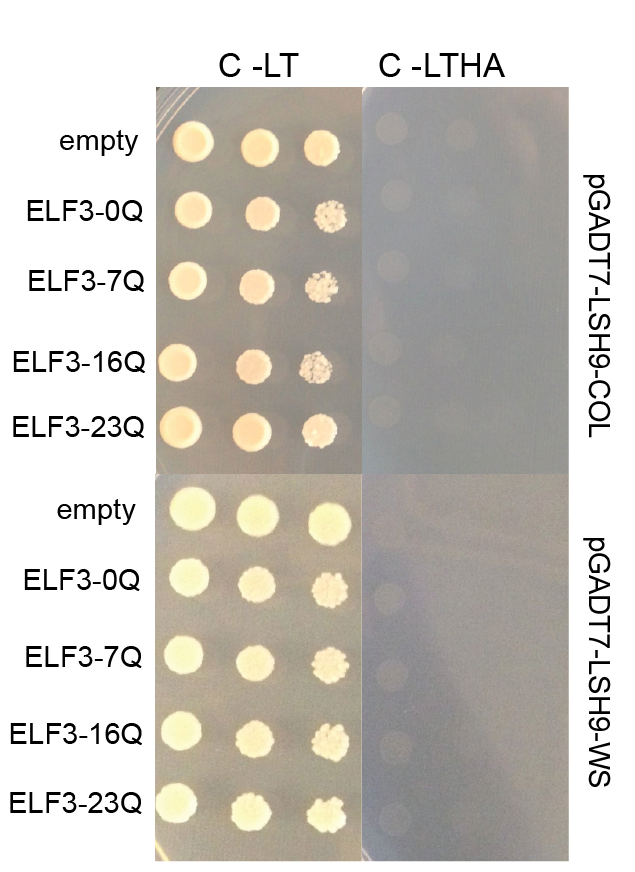 C -LT
C -LTHA
empty
ELF3-0Q
ELF3-7Q
ELF3-16Q
ELF3-23Q
pGADT7-LSH9-COL
empty
ELF3-0Q
ELF3-7Q
ELF3-16Q
ELF3-23Q
pGADT7-LSH9-WS